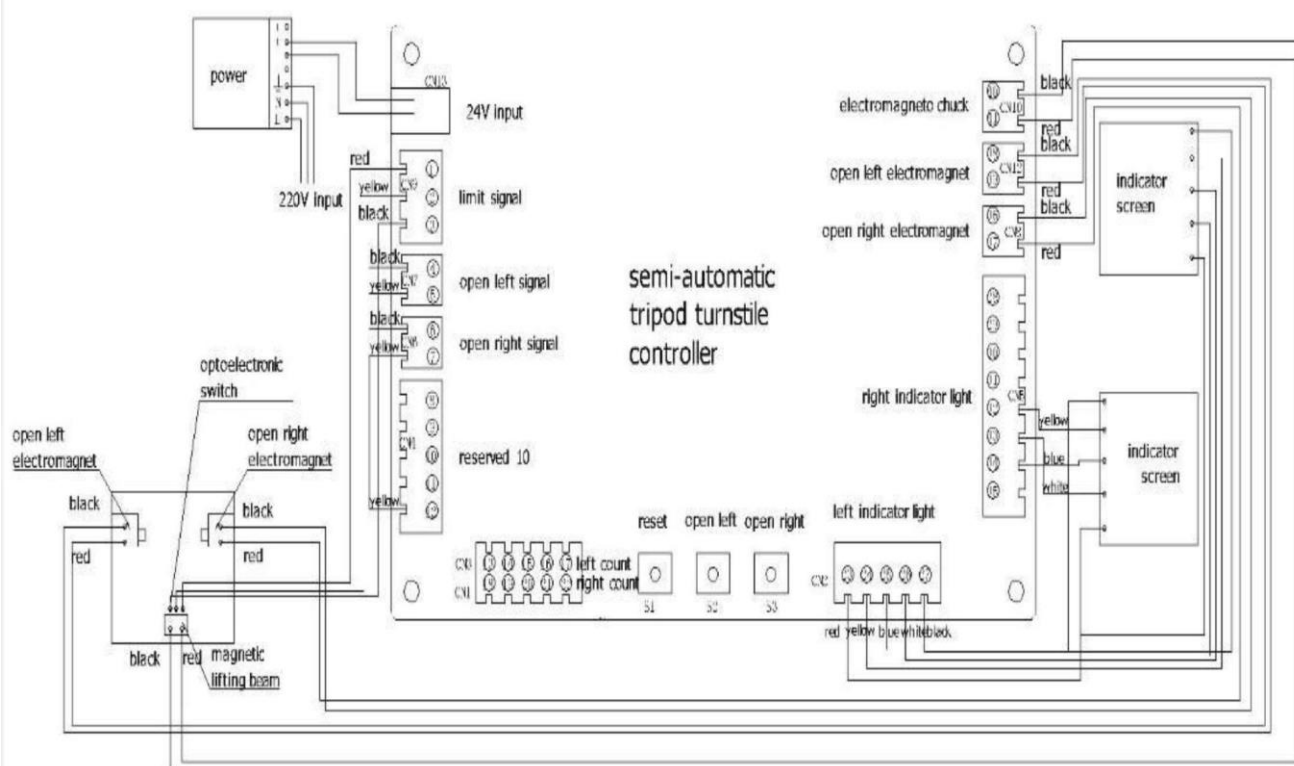 power
220V input
CN13
24V input
red
yellow
black
limit signal
black
yellow
open left signal
black
yellow
open right signal
yellow
reserved 10
optoelectronic
switch
open left
electromagnet
open right
electromagnet
black
red
black
red
black
red
magnetic
lifting beam
semi-automatic
tripod turnstile
controller
left count
right count
reset
open left
open right
S1
S2
S3
left indicator light
red
yellow
blue
white
black
electromagneto chuck
CN10
black
red
open left electromagnet
CN12
black
red
open right electromagnet
black
red
right indicator light
yellow
blue
white
indicator
screen
indicator
screen